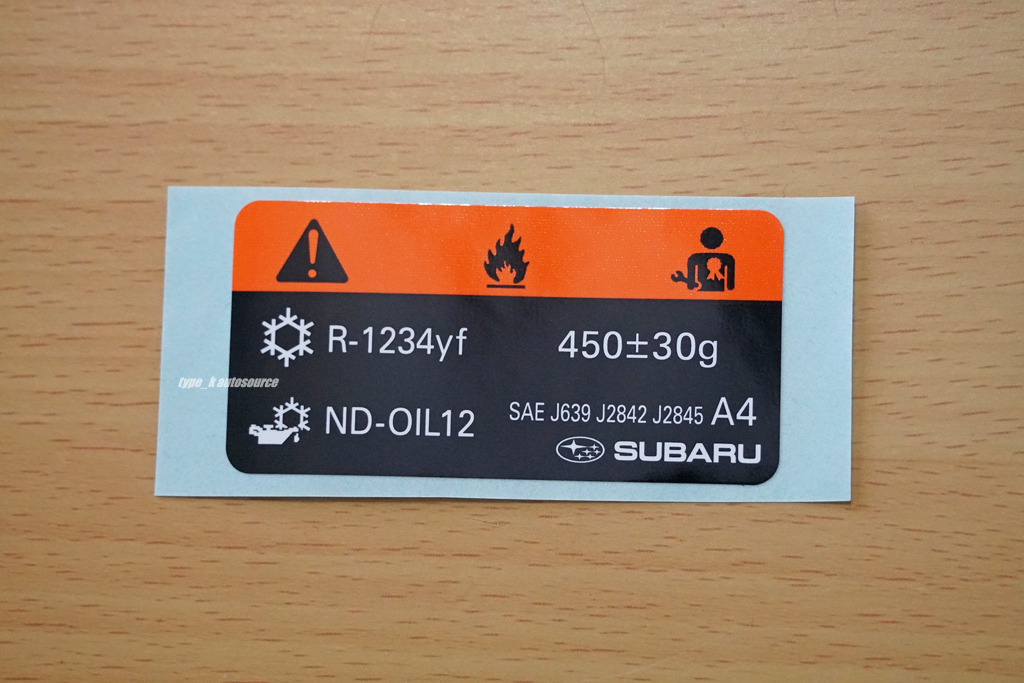 R-1234yf 450±30g
type_k autosource
ND-OIL12 SAE J639 J2842 J2845 A4
SUBARU